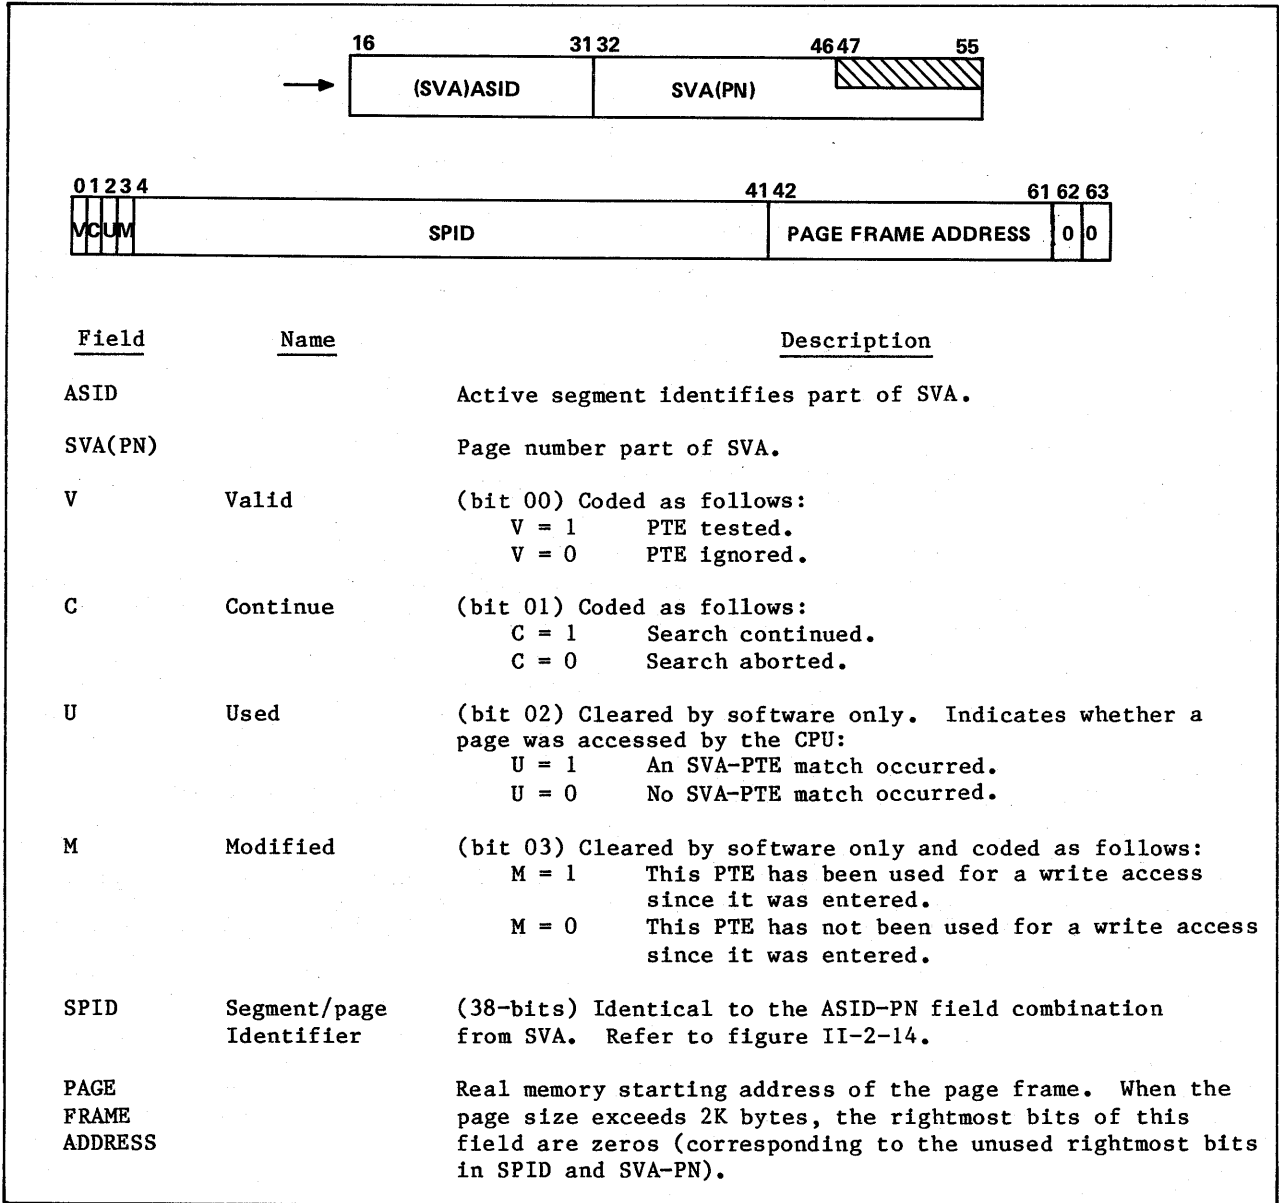 16 31 32 46 47 55
(SVA)ASID SVA(PN)
0 1 2 3 4 41 42 61 62 63
V C U M SPID PAGE FRAME ADDRESS 0 0
Field Name Description
ASID Active segment identifies part of SVA.
SVA(PN) Page number part of SVA.
V Valid (bit 00) Coded as follows:
V = 1 PTE tested.
V = 0 PTE ignored.
C Continue (bit 01) Coded as follows:
C = 1 Search continued.
C = 0 Search aborted.
U Used (bit 02) Cleared by software only. Indicates whether a
page was accessed by the CPU:
U = 1 An SVA-PTE match occurred.
U = 0 No SVA-PTE match occurred.
M Modified (bit 03) Cleared by software only and coded as follows:
M = 1 This PTE has been used for a write access
since it was entered.
M = 0 This PTE has not been used for a write access
since it was entered.
SPID Segment/page (38-bits) Identical to the ASID-PN field combination
Identifier from SVA. Refer to figure II-2-14.
PAGE Real memory starting address of the page frame. When the
FRAME page size exceeds 2K bytes, the rightmost bits of this
ADDRESS field are zeros (corresponding to the unused rightmost bits
in SPID and SVA-PN).